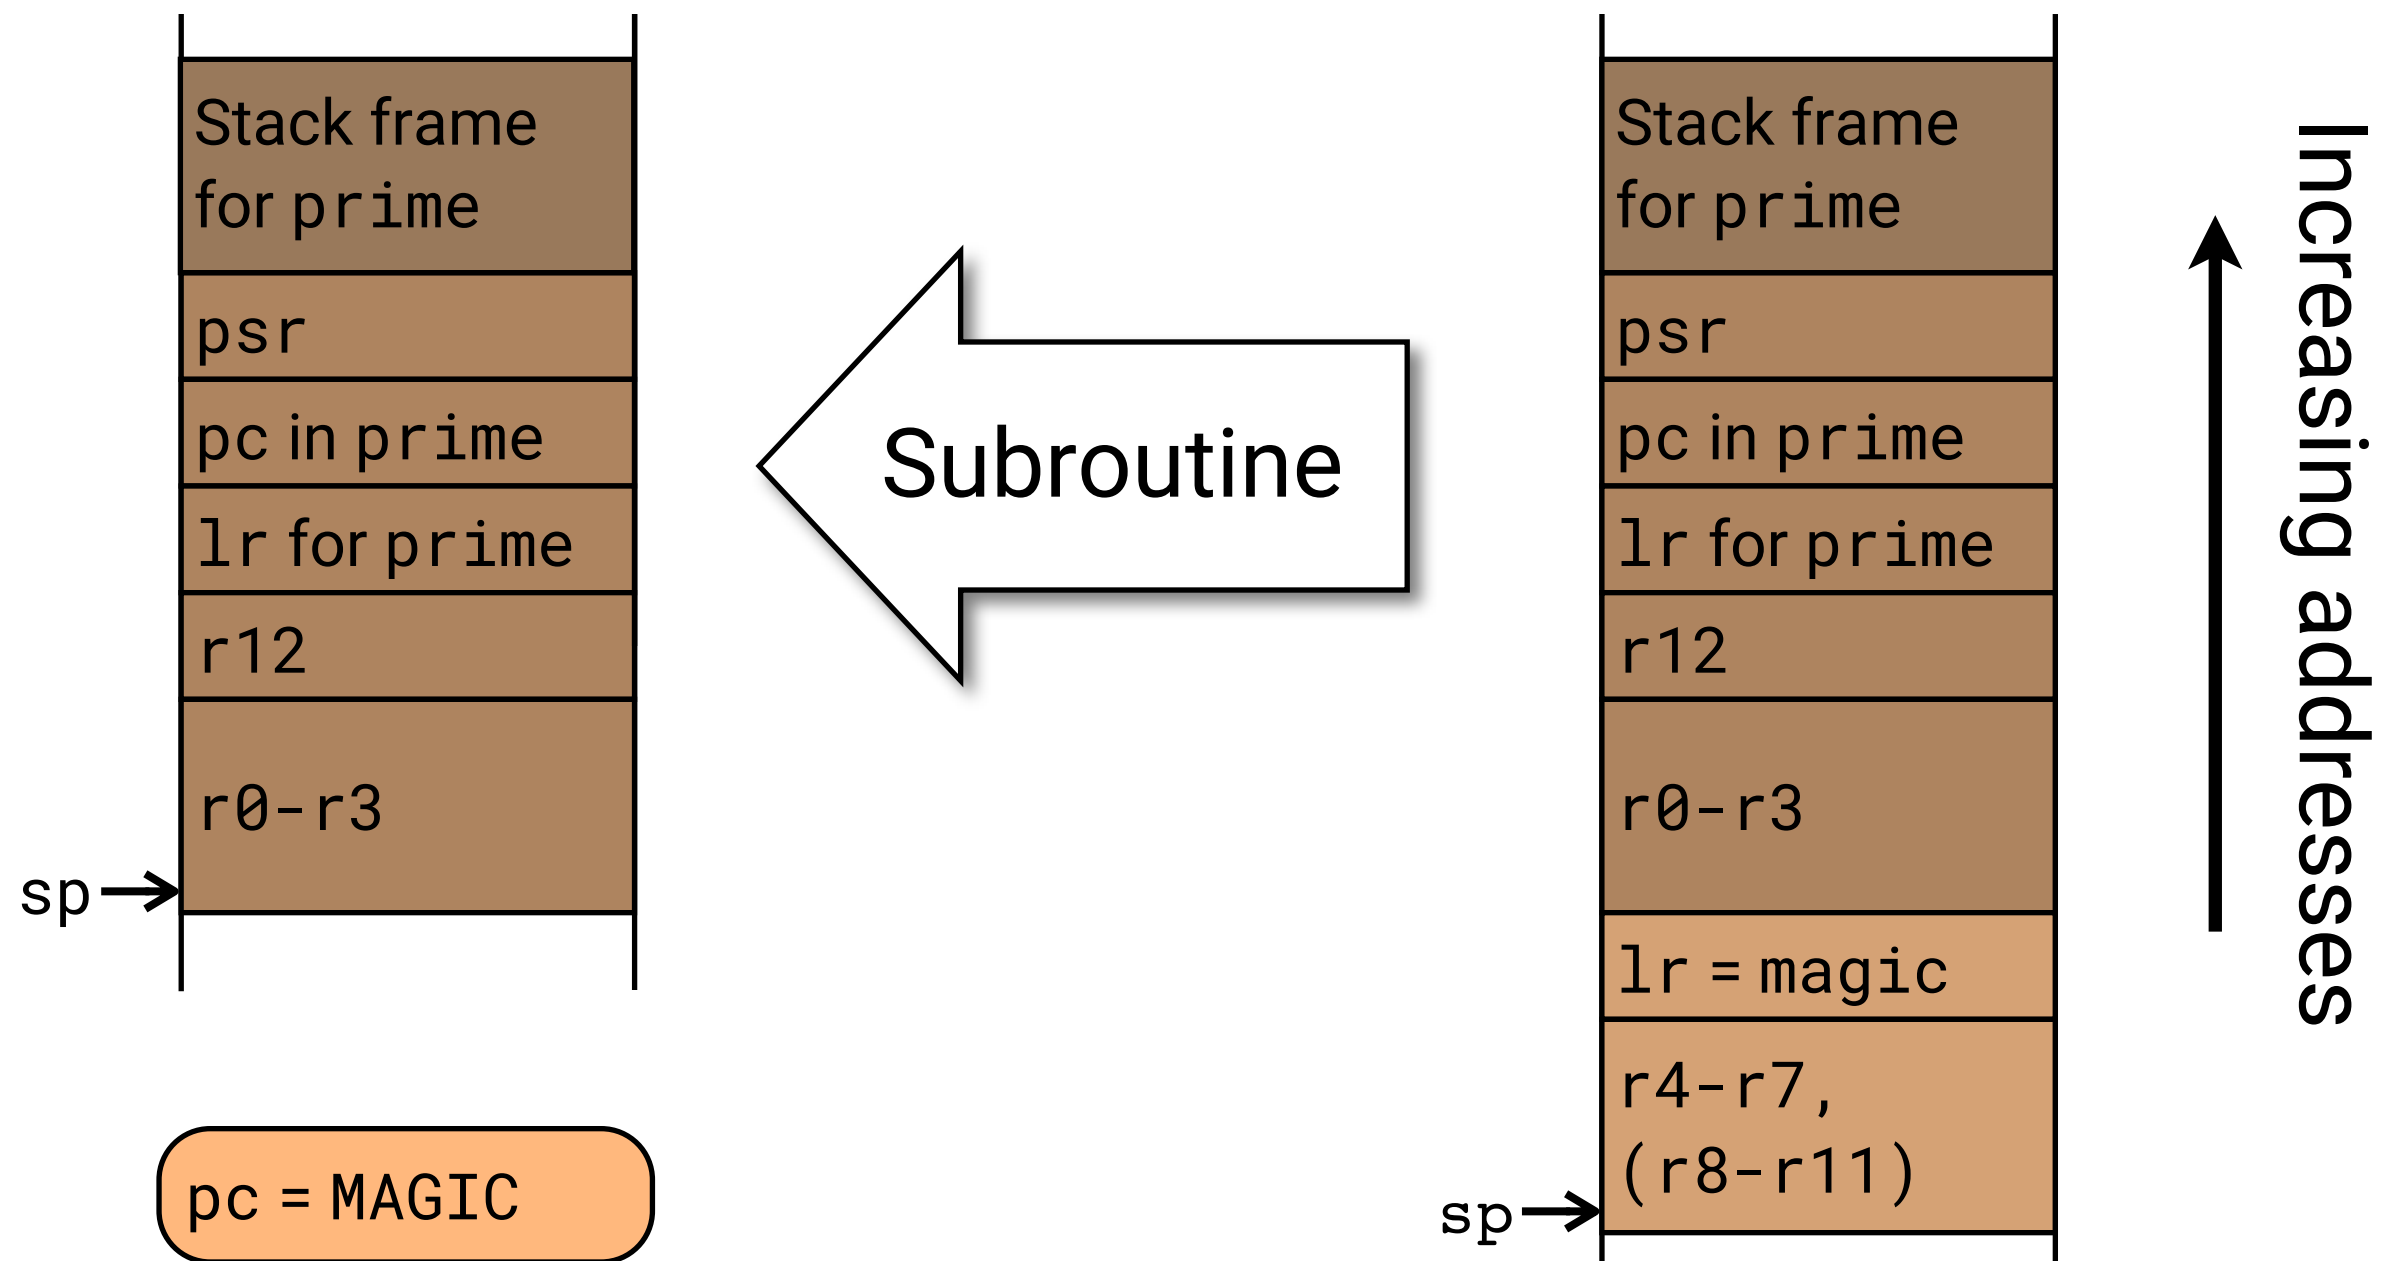 Stack frame
for prime
psr
pc in prime
lr for prime
r12
r0-r3
sp
pc = MAGIC
Subroutine
Stack frame
for prime
psr
pc in prime
lr for prime
r12
r0-r3
lr = magic
r4-r7,
(r8-r11)
sp
Increasing addresses